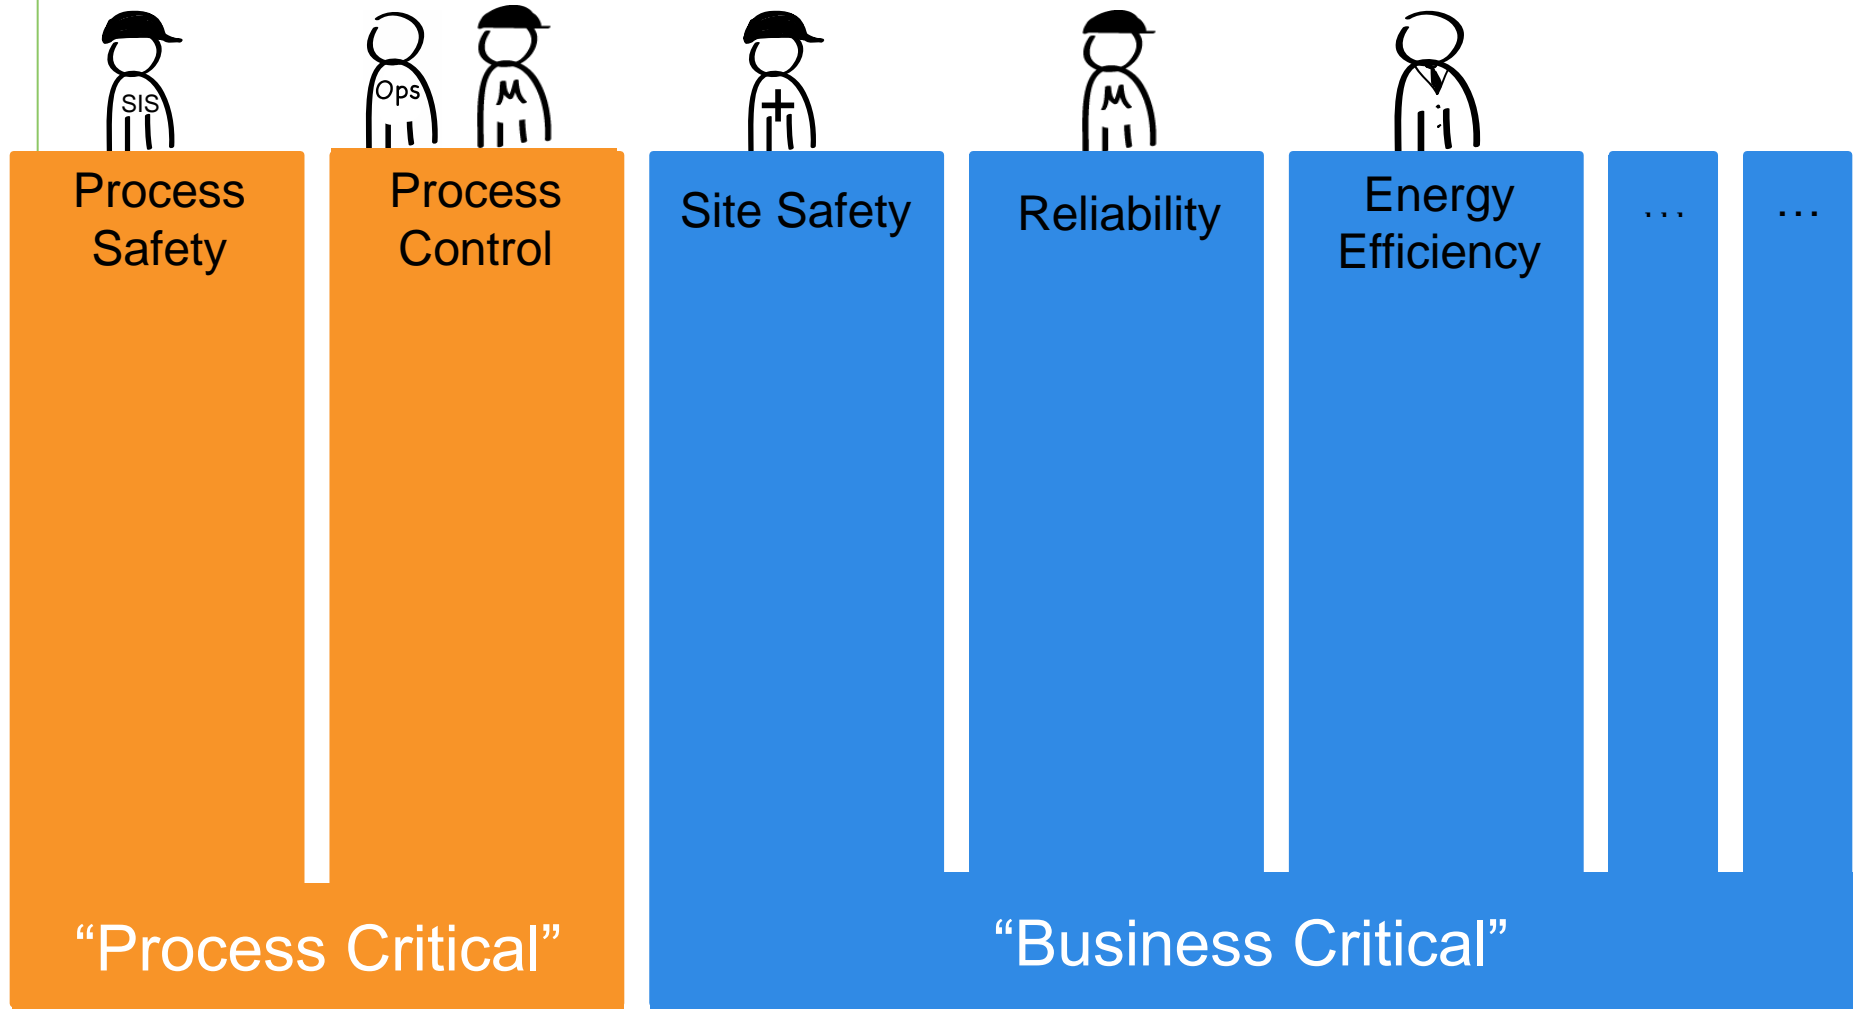 SIS
Ops
M
M
Process
Safety
Process
Control
Site Safety
Reliability
Energy
Efficiency
...
...
“Process Critical”
“Business Critical”